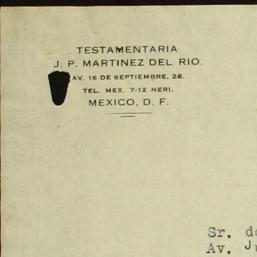 TESTAMENTARIA
J. P. MARTINEZ DEL RIO.
AV. 16 DE SEPTIEMBRE, 26.
TEL. MEX. 7-12 NERI,
MEXICO, D. F.
Sr.
Av.